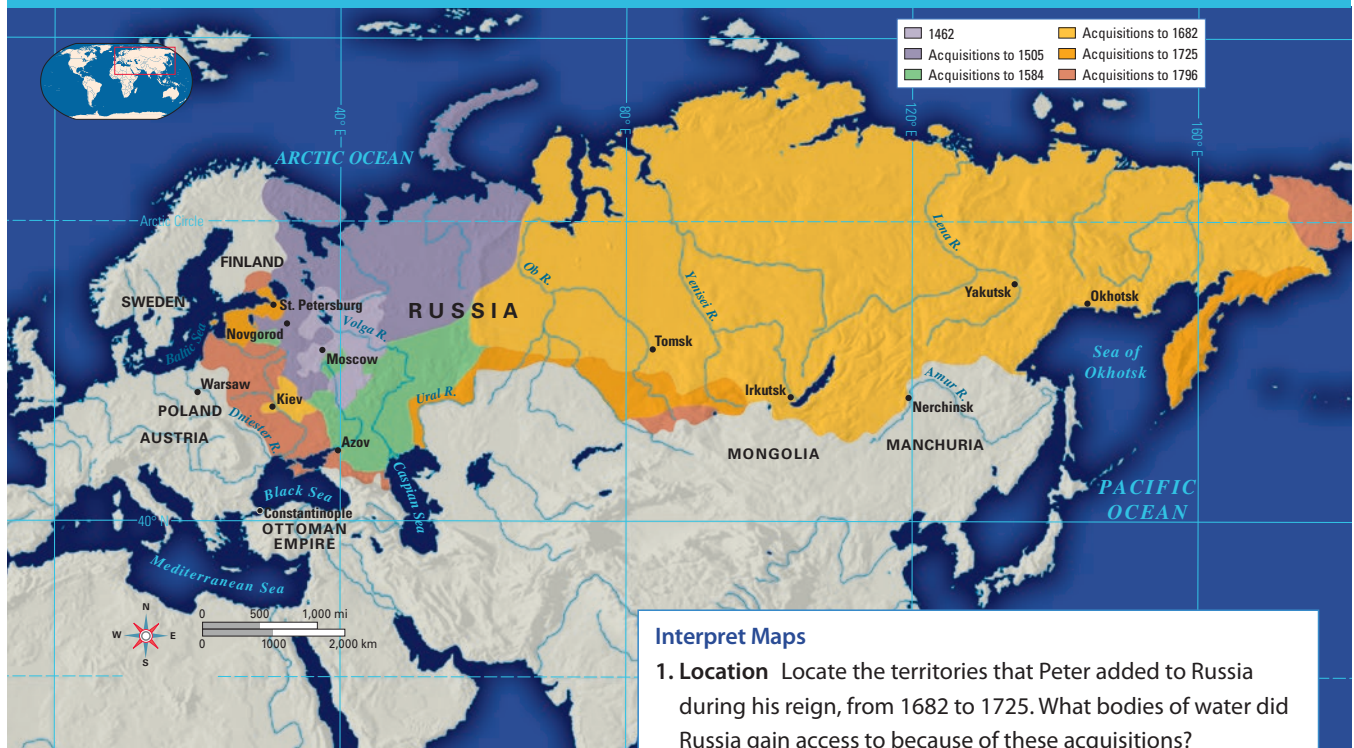 1462
Acquisitions to 1505
Acquisitions to 1584
Acquisitions to 1682
Acquisitions to 1725
Acquisitions to 1796
40° E
80° E
120° E
160° E
ARCTIC OCEAN
Arctic Circle
FINLAND
SWEDEN
St. Petersburg
RUSSIA
Novgorod
Volga R.
Baltic Sea
Moscow
Ob R.
Yenisei R.
Lena R.
Yakutsk
Okhotsk
Tomsk
Sea of
Okhotsk
Warsaw
POLAND
Kiev
Ural R.
Irkutsk
Amur R.
Nerchinsk
Dniester R.
AUSTRIA
Azov
MONGOLIA
MANCHURIA
Black Sea
Caspian Sea
PACIFIC
OCEAN
Constantinople
40° N
OTTOMAN
EMPIRE
Mediterranean Sea
N
W
E
S
0 500 1,000 mi
0 1000 2,000 km
Interpret Maps
1. Location Locate the territories that Peter added to Russia
during his reign, from 1682 to 1725. What bodies of water did
Russia gain access to because of these acquisitions?